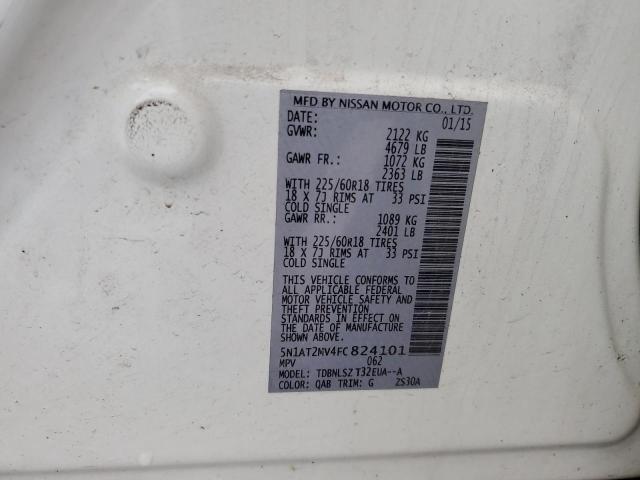 MFD BY NISSAN MOTOR CO., LTD.
DATE: 01/15
GVWR: 2122 KG
4679 LB
GAWR FR.: 1072 KG
2363 LB
WITH 225/60R18 TIRES
18 X 7J RIMS AT 33 PSI
COLD SINGLE
GAWR RR.: 1089 KG
2401 LB
WITH 225/60R18 TIRES
18 X 7J RIMS AT 33 PSI
COLD SINGLE
THIS VEHICLE CONFORMS TO
ALL APPLICABLE FEDERAL
MOTOR VEHICLE SAFETY AND
THEFT PREVENTION
STANDARDS IN EFFECT ON
THE DATE OF MANUFACTURE
SHOWN ABOVE.
5N1AT2MV4FC824101
MPV 062
MODEL: TDBNLSZ T32EUA--A
COLOR: QAB TRIM: G ZS30A